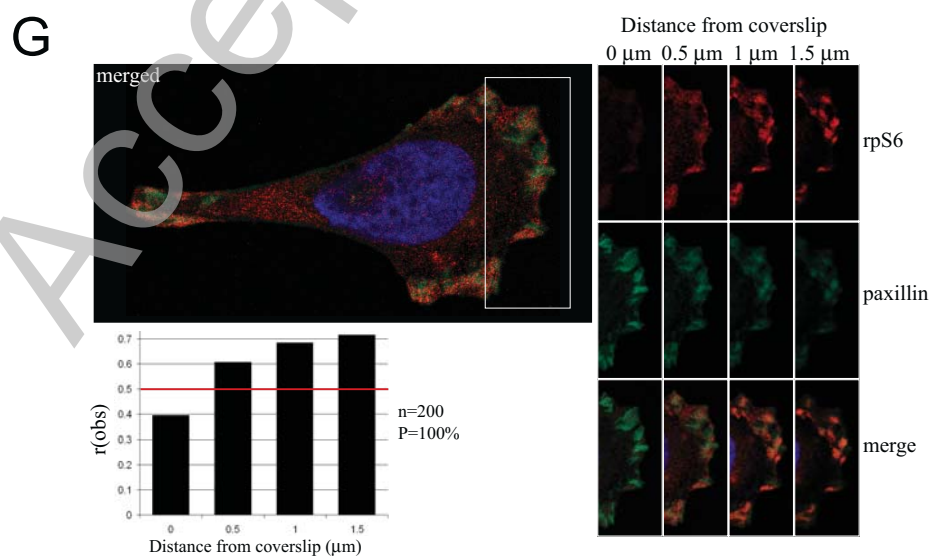 G
Accep
merged
Distance from coverslip
0 μm 0.5 μm 1 μm 1.5 μm
rpS6
paxillin
merge
0.7
0.6
0.5
0.4
0.3
0.2
0.1
0
r(obs)
0 0.5 1 1.5
Distance from coverslip (μm)
n=200
P=100%